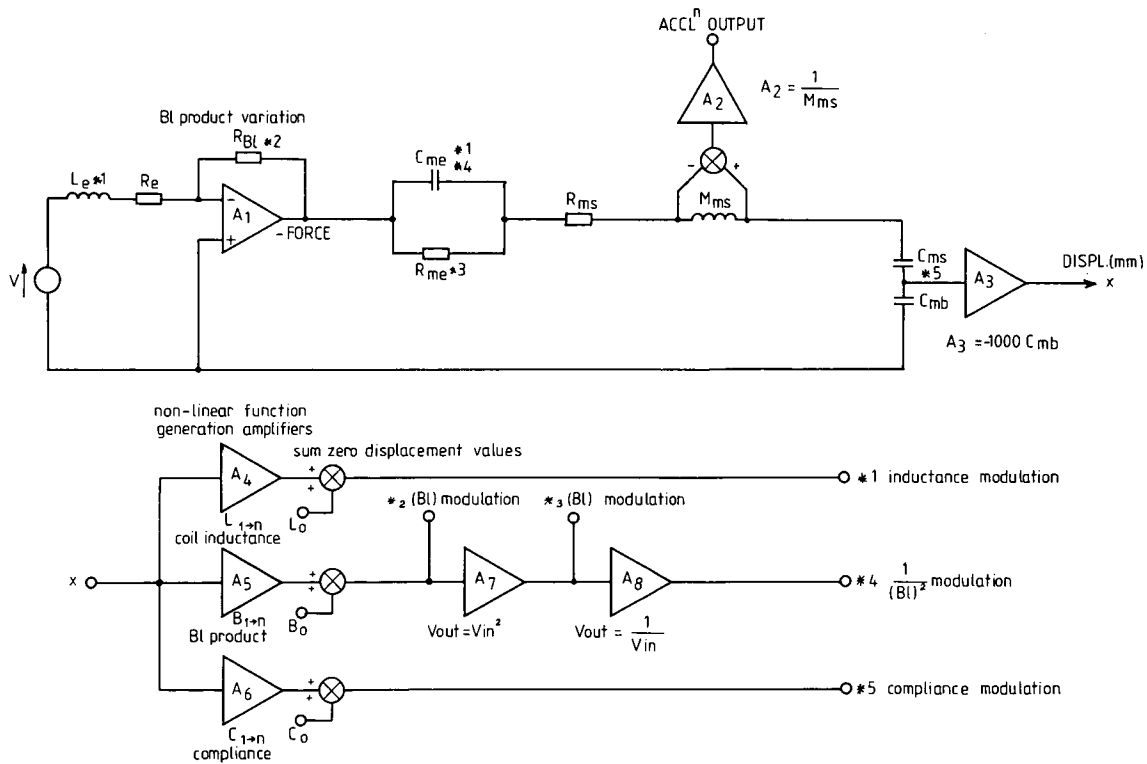 ACCLⁿ OUTPUT
A2
A2 = 1/Mms
Bl product variation
RBl *2
Le*1
Re
Cme *1
*4
- +
Rms
Mms
-
A1
+
-FORCE
Rme*3
V
Cms
*5
Cmb
A3
DISPL.(mm)
x
A3 =-1000 Cmb
non-linear function
generation amplifiers
sum zero displacement values
A4
+
+
L1→n
Lo
*1 inductance modulation
coil inductance
*2 (Bl) modulation
*3 (Bl) modulation
x
A5
+
+
B1→n
Bo
Bl product
A7
Vout=Vin²
A8
Vout = 1/Vin
*4 1/(Bl)² modulation
A6
+
+
C1→n
Co
*5 compliance modulation
compliance